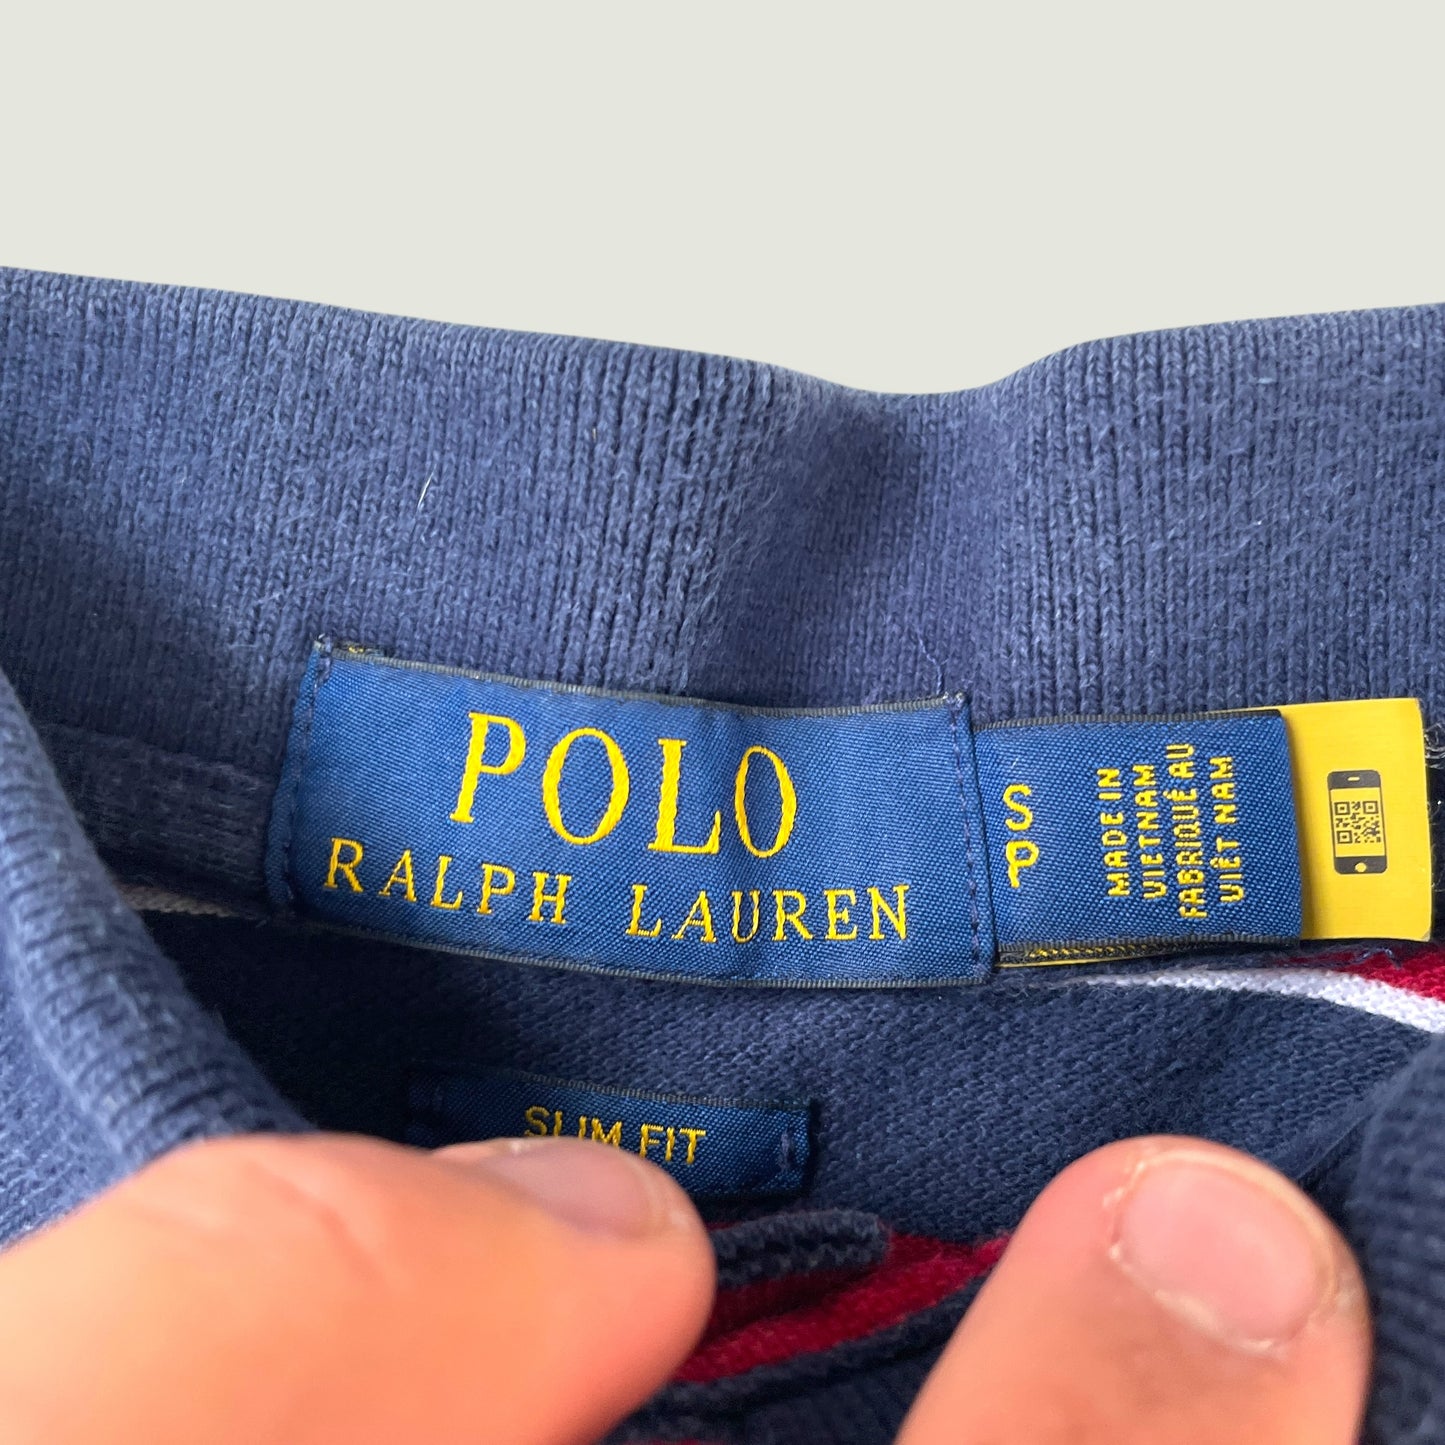 POLO
RALPH LAUREN
S
P
MADE IN
VIETNAM
FABRIQUÉ AU
VIÊT NAM
SLIM FIT